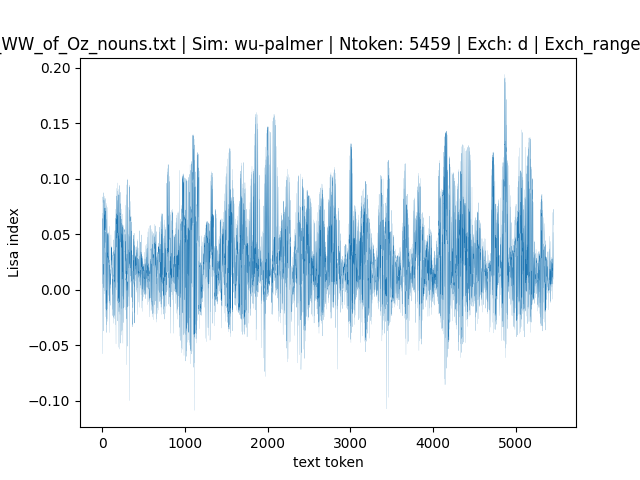 _WW_of_Oz_nouns.txt | Sim: wu-palmer | Ntoken: 5459 | Exch: d | Exch_range
0.20
0.15
0.10
0.05
0.00
−0.05
−0.10
Lisa index
0 1000 2000 3000 4000 5000
text token